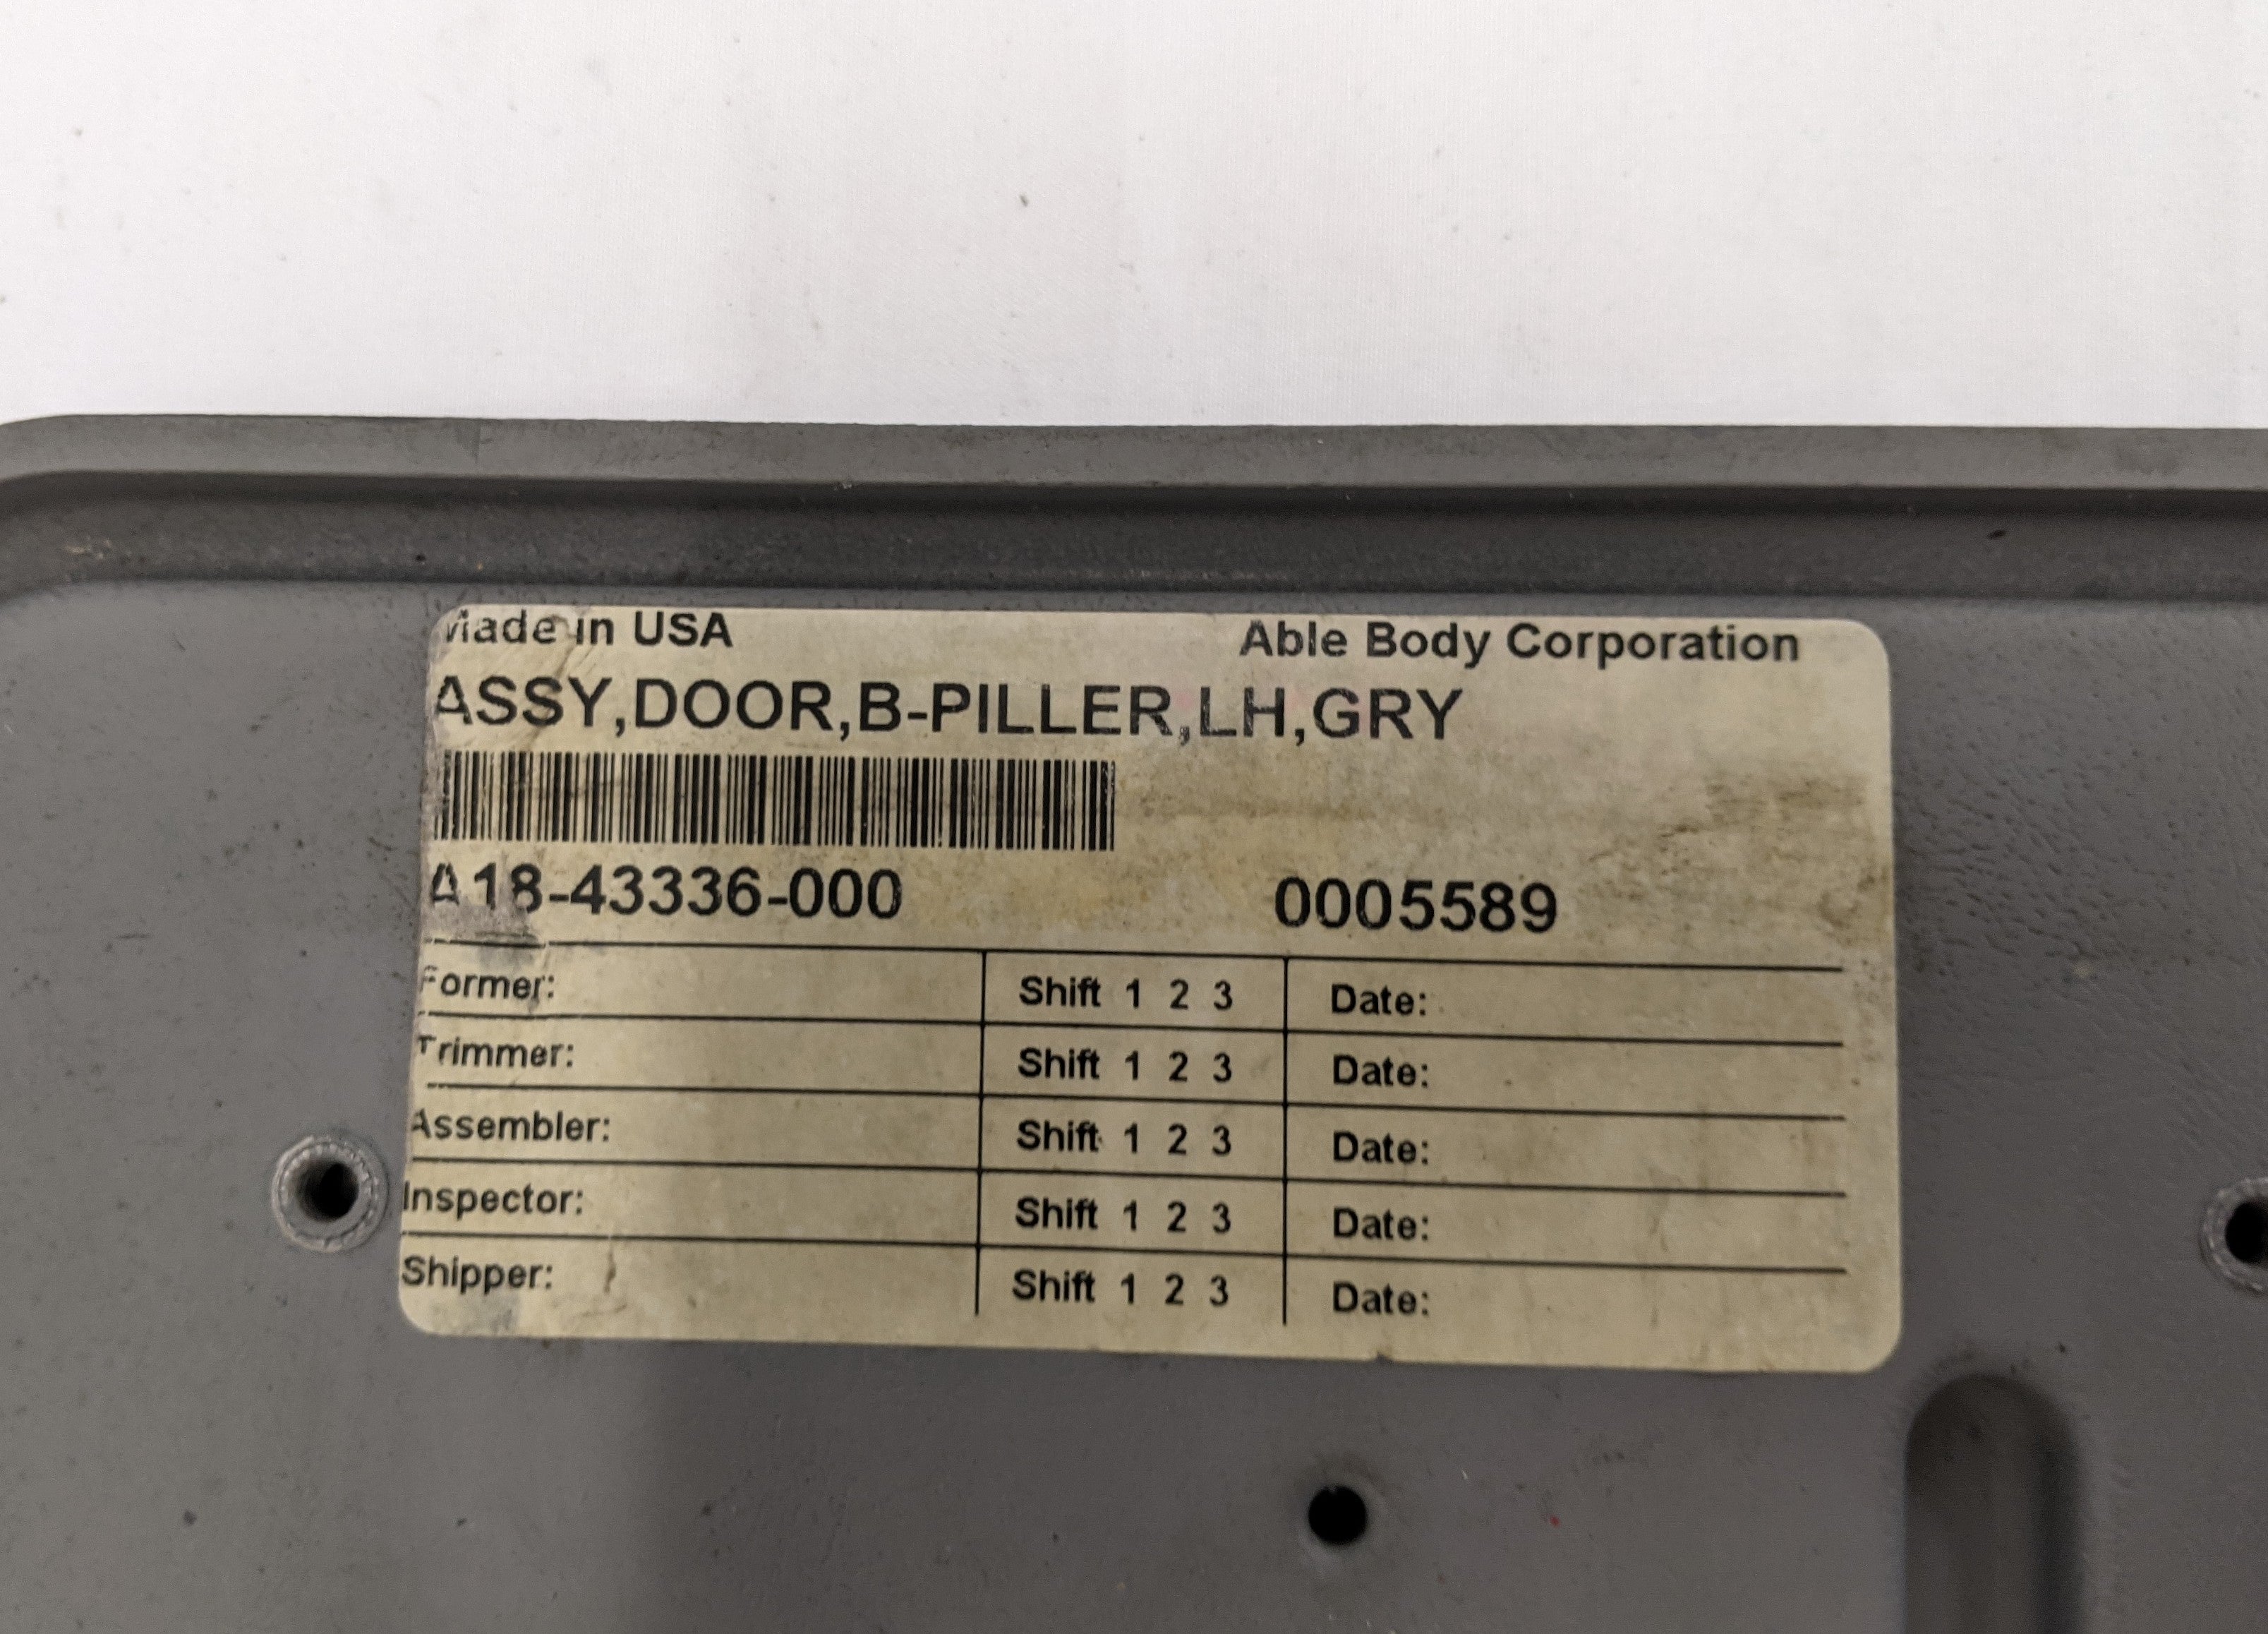 Made in USA Able Body Corporation
ASSY,DOOR,B-PILLER,LH,GRY
A18-43336-000 0005589
Former: Shift 1 2 3 Date:
Trimmer: Shift 1 2 3 Date:
Assembler: Shift 1 2 3 Date:
Inspector: Shift 1 2 3 Date:
Shipper: Shift 1 2 3 Date: